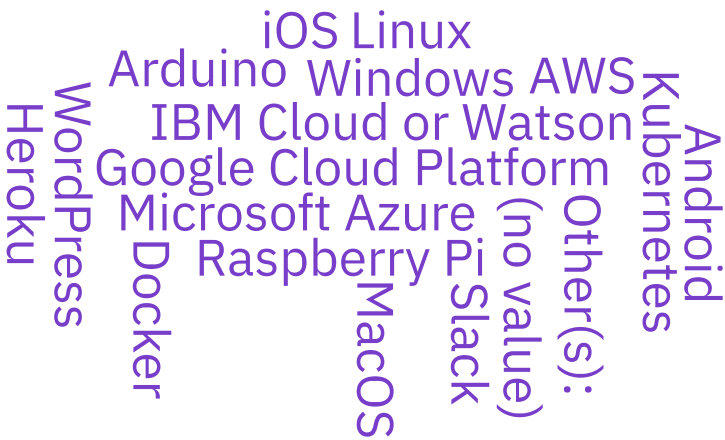 iOS
Linux
Arduino
Windows
AWS
IBM Cloud or Watson
Google Cloud Platform
Microsoft Azure
Raspberry Pi
Heroku
WordPress
Docker
MacOS
Slack
(no value)
Other(s):
Kubernetes
Android